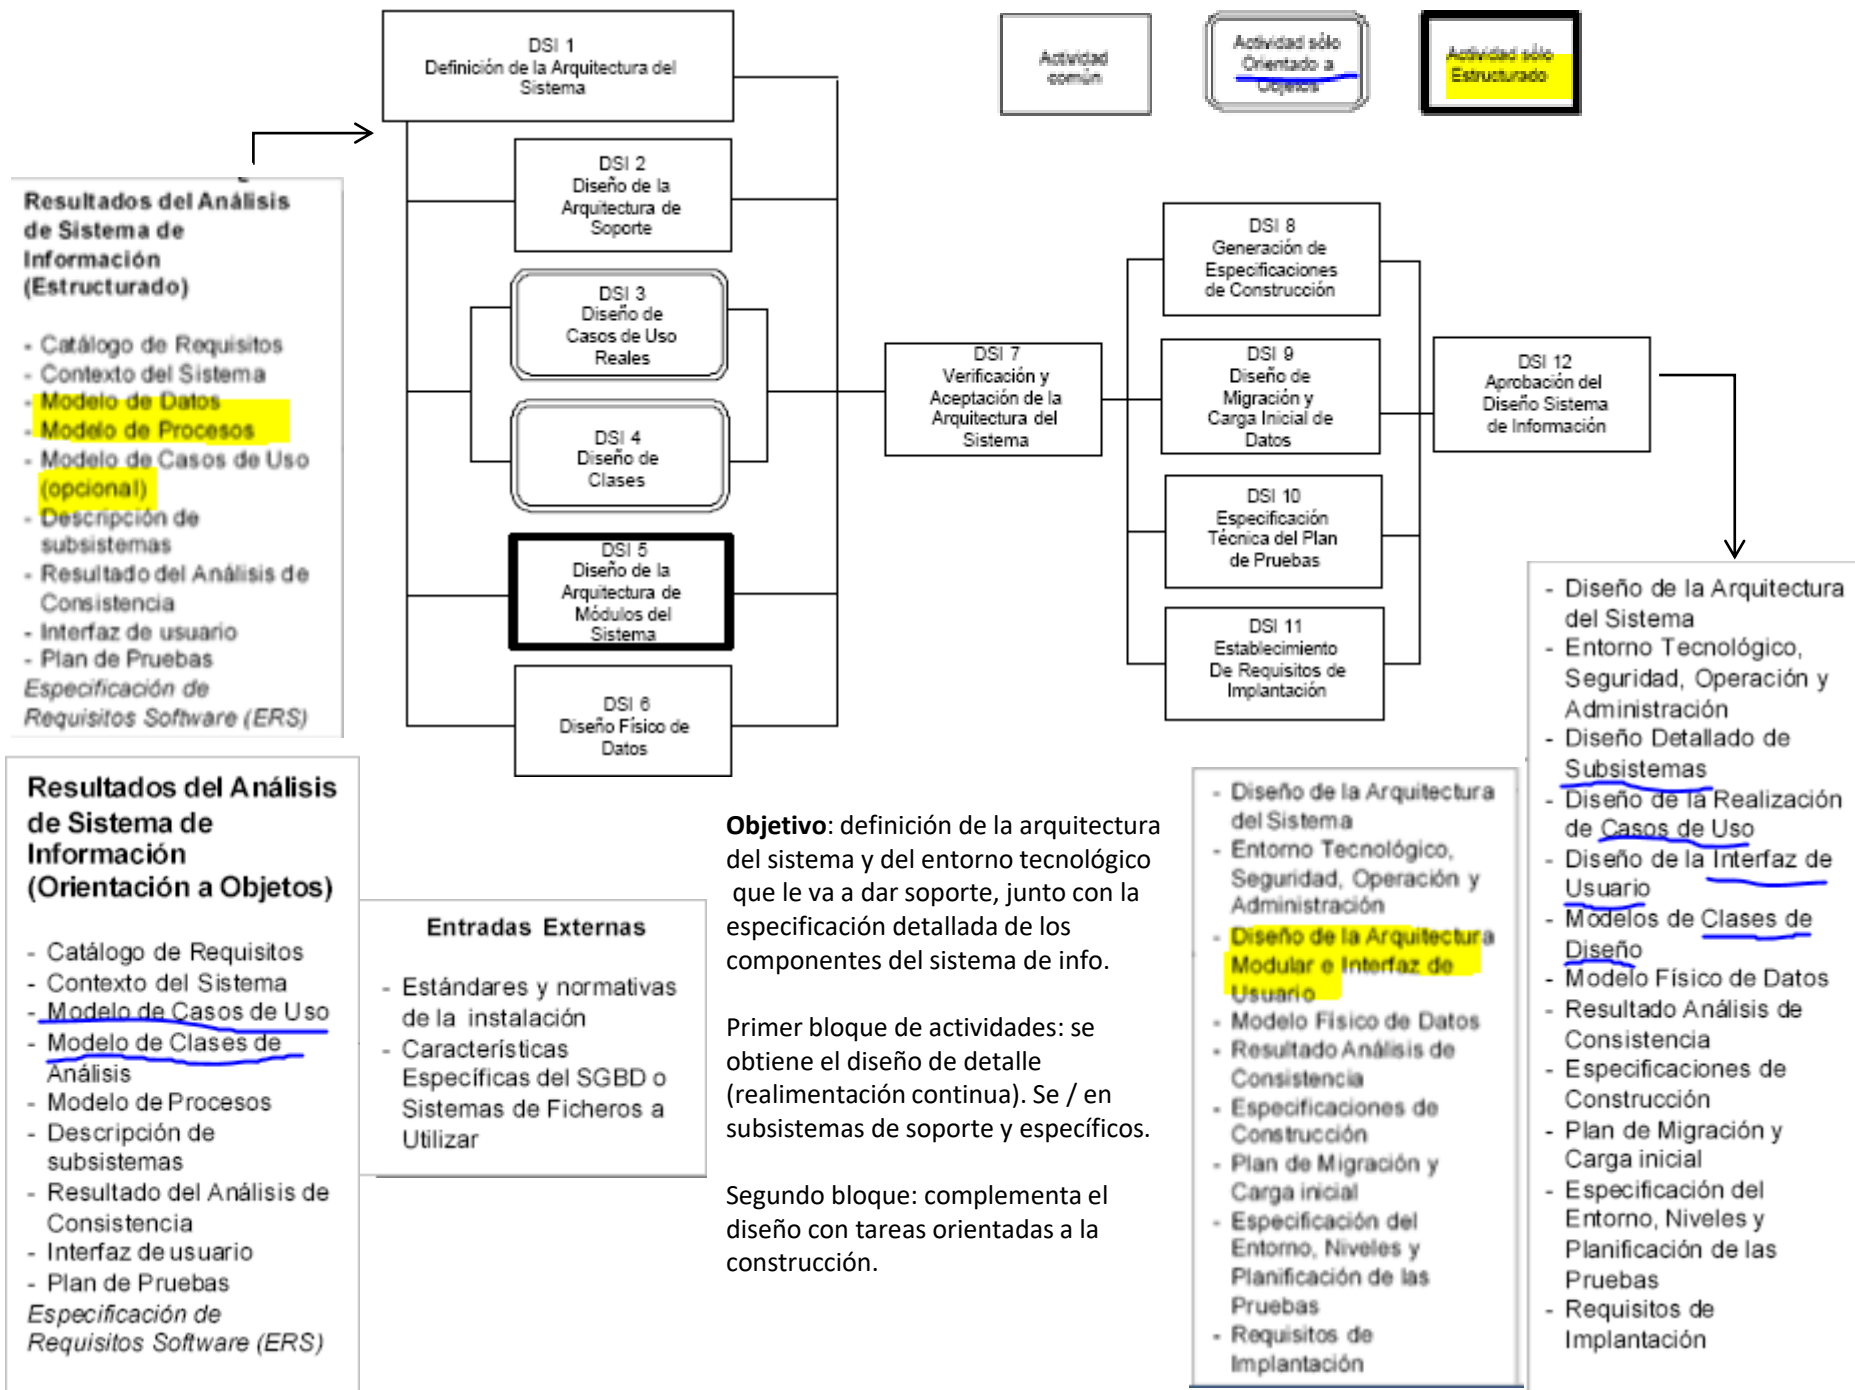 DSI 1
Definición de la Arquitectura del
Sistema
Actividad
común
Actividad sólo
Orientado a
Objetos
Actividad sólo
Estructurado
DSI 2
Diseño de la
Arquitectura de
Soporte
DSI 3
Diseño de
Casos de Uso
Reales
DSI 4
Diseño de
Clases
DSI 5
Diseño de la
Arquitectura de
Módulos del
Sistema
DSI 6
Diseño Físico de
Datos
DSI 7
Verificación y
Aceptación de la
Arquitectura del
Sistema
DSI 8
Generación de
Especificaciones
de Construcción
DSI 9
Diseño de
Migración y
Carga Inicial de
Datos
DSI 10
Especificación
Técnica del Plan
de Pruebas
DSI 11
Establecimiento
De Requisitos de
Implantación
DSI 12
Aprobación del
Diseño Sistema
de Información
Resultados del Análisis
de Sistema de
Información
(Estructurado)
- Catálogo de Requisitos
- Contexto del Sistema
- Modelo de Datos
- Modelo de Procesos
- Modelo de Casos de Uso
(opcional)
- Descripción de
subsistemas
- Resultado del Análisis de
Consistencia
- Interfaz de usuario
- Plan de Pruebas
Especificación de
Requisitos Software (ERS)
Resultados del Análisis
de Sistema de
Información
(Orientación a Objetos)
- Catálogo de Requisitos
- Contexto del Sistema
- Modelo de Casos de Uso
- Modelo de Clases de
Análisis
- Modelo de Procesos
- Descripción de
subsistemas
- Resultado del Análisis de
Consistencia
- Interfaz de usuario
- Plan de Pruebas
Especificación de
Requisitos Software (ERS)
Entradas Externas
- Estándares y normativas
de la instalación
- Características
Específicas del SGBD o
Sistemas de Ficheros a
Utilizar
Objetivo: definición de la arquitectura
del sistema y del entorno tecnológico
que le va a dar soporte, junto con la
especificación detallada de los
componentes del sistema de info.
Primer bloque de actividades: se
obtiene el diseño de detalle
(realimentación continua). Se / en
subsistemas de soporte y específicos.
Segundo bloque: complementa el
diseño con tareas orientadas a la
construcción.
- Diseño de la Arquitectura
del Sistema
- Entorno Tecnológico,
Seguridad, Operación y
Administración
- Diseño de la Arquitectura
Modular e Interfaz de
Usuario
- Modelo Físico de Datos
- Resultado Análisis de
Consistencia
- Especificaciones de
Construcción
- Plan de Migración y
Carga inicial
- Especificación del
Entorno, Niveles y
Planificación de las
Pruebas
- Requisitos de
Implantación
- Diseño de la Arquitectura
del Sistema
- Entorno Tecnológico,
Seguridad, Operación y
Administración
- Diseño Detallado de
Subsistemas
- Diseño de la Realización
de Casos de Uso
- Diseño de la Interfaz de
Usuario
- Modelos de Clases de
Diseño
- Modelo Físico de Datos
- Resultado Análisis de
Consistencia
- Especificaciones de
Construcción
- Plan de Migración y
Carga inicial
- Especificación del
Entorno, Niveles y
Planificación de las
Pruebas
- Requisitos de
Implantación